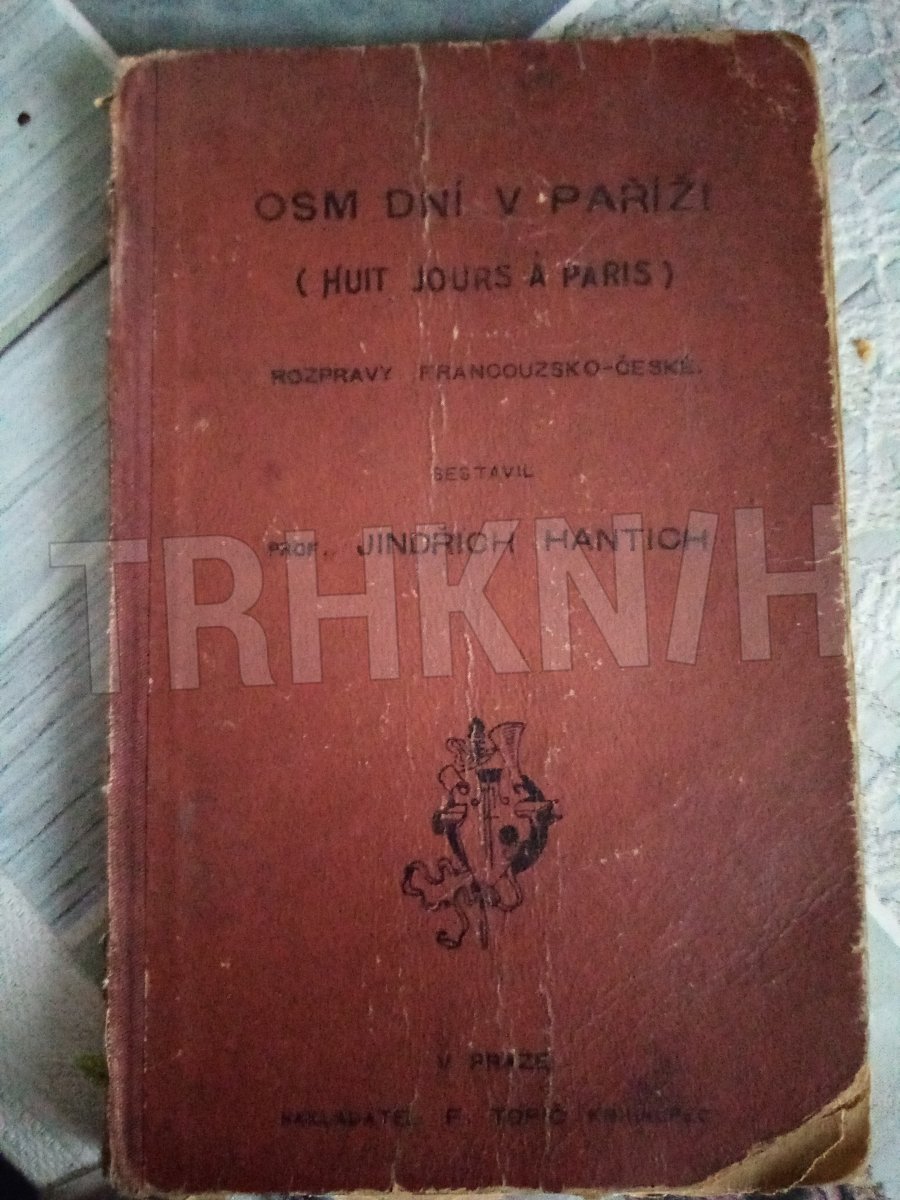 OSM DNÍ V PAŘÍŽI
(HUIT JOURS À PARIS)
ROZPRAVY FRANCOUZSKO-ČESKÉ.
SESTAVIL
PROF. JINDŘICH HANTICH
TRHKNIH
V PRAZE
NAKLADATEL F. TOPIČ KNIHKUPEC